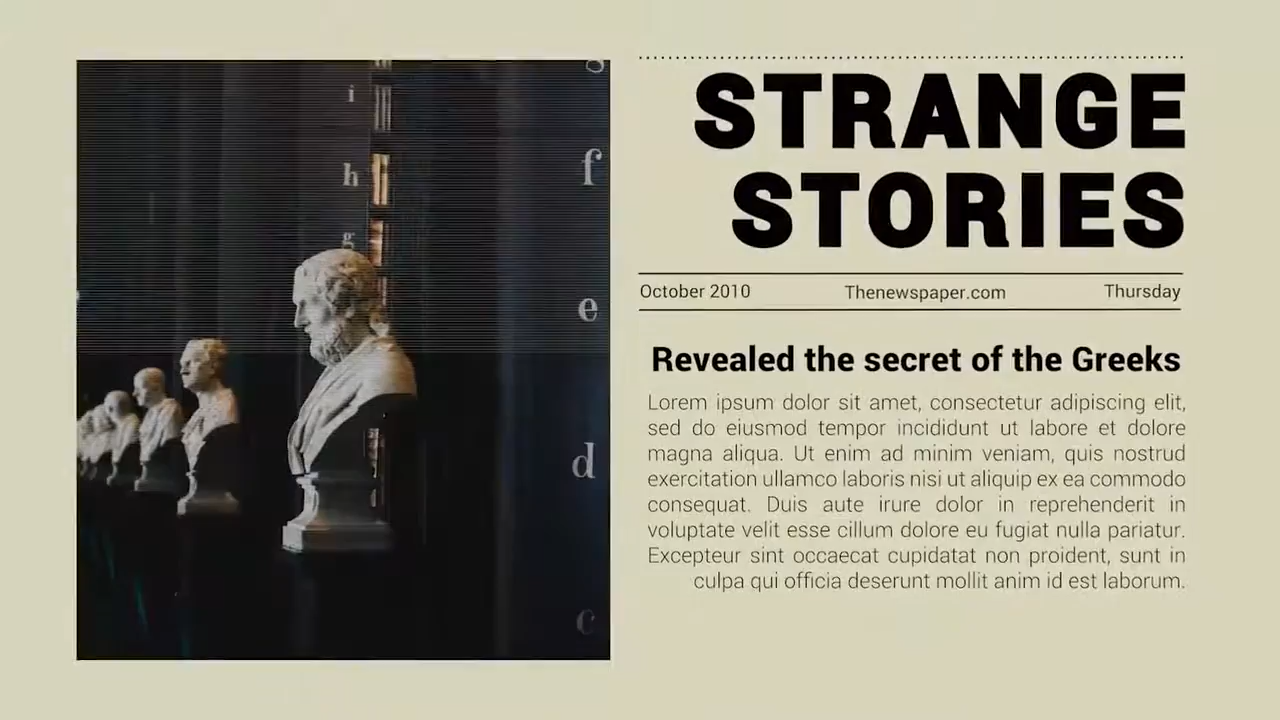 g
i
h
f
g
e
d
c
STRANGE
STORIES
October 2010 Thenewspaper.com Thursday
Revealed the secret of the Greeks
Lorem ipsum dolor sit amet, consectetur adipiscing elit,
sed do eiusmod tempor incididunt ut labore et dolore
magna aliqua. Ut enim ad minim veniam, quis nostrud
exercitation ullamco laboris nisi ut aliquip ex ea commodo
consequat. Duis aute irure dolor in reprehenderit in
voluptate velit esse cillum dolore eu fugiat nulla pariatur.
Excepteur sint occaecat cupidatat non proident, sunt in
culpa qui officia deserunt mollit anim id est laborum.